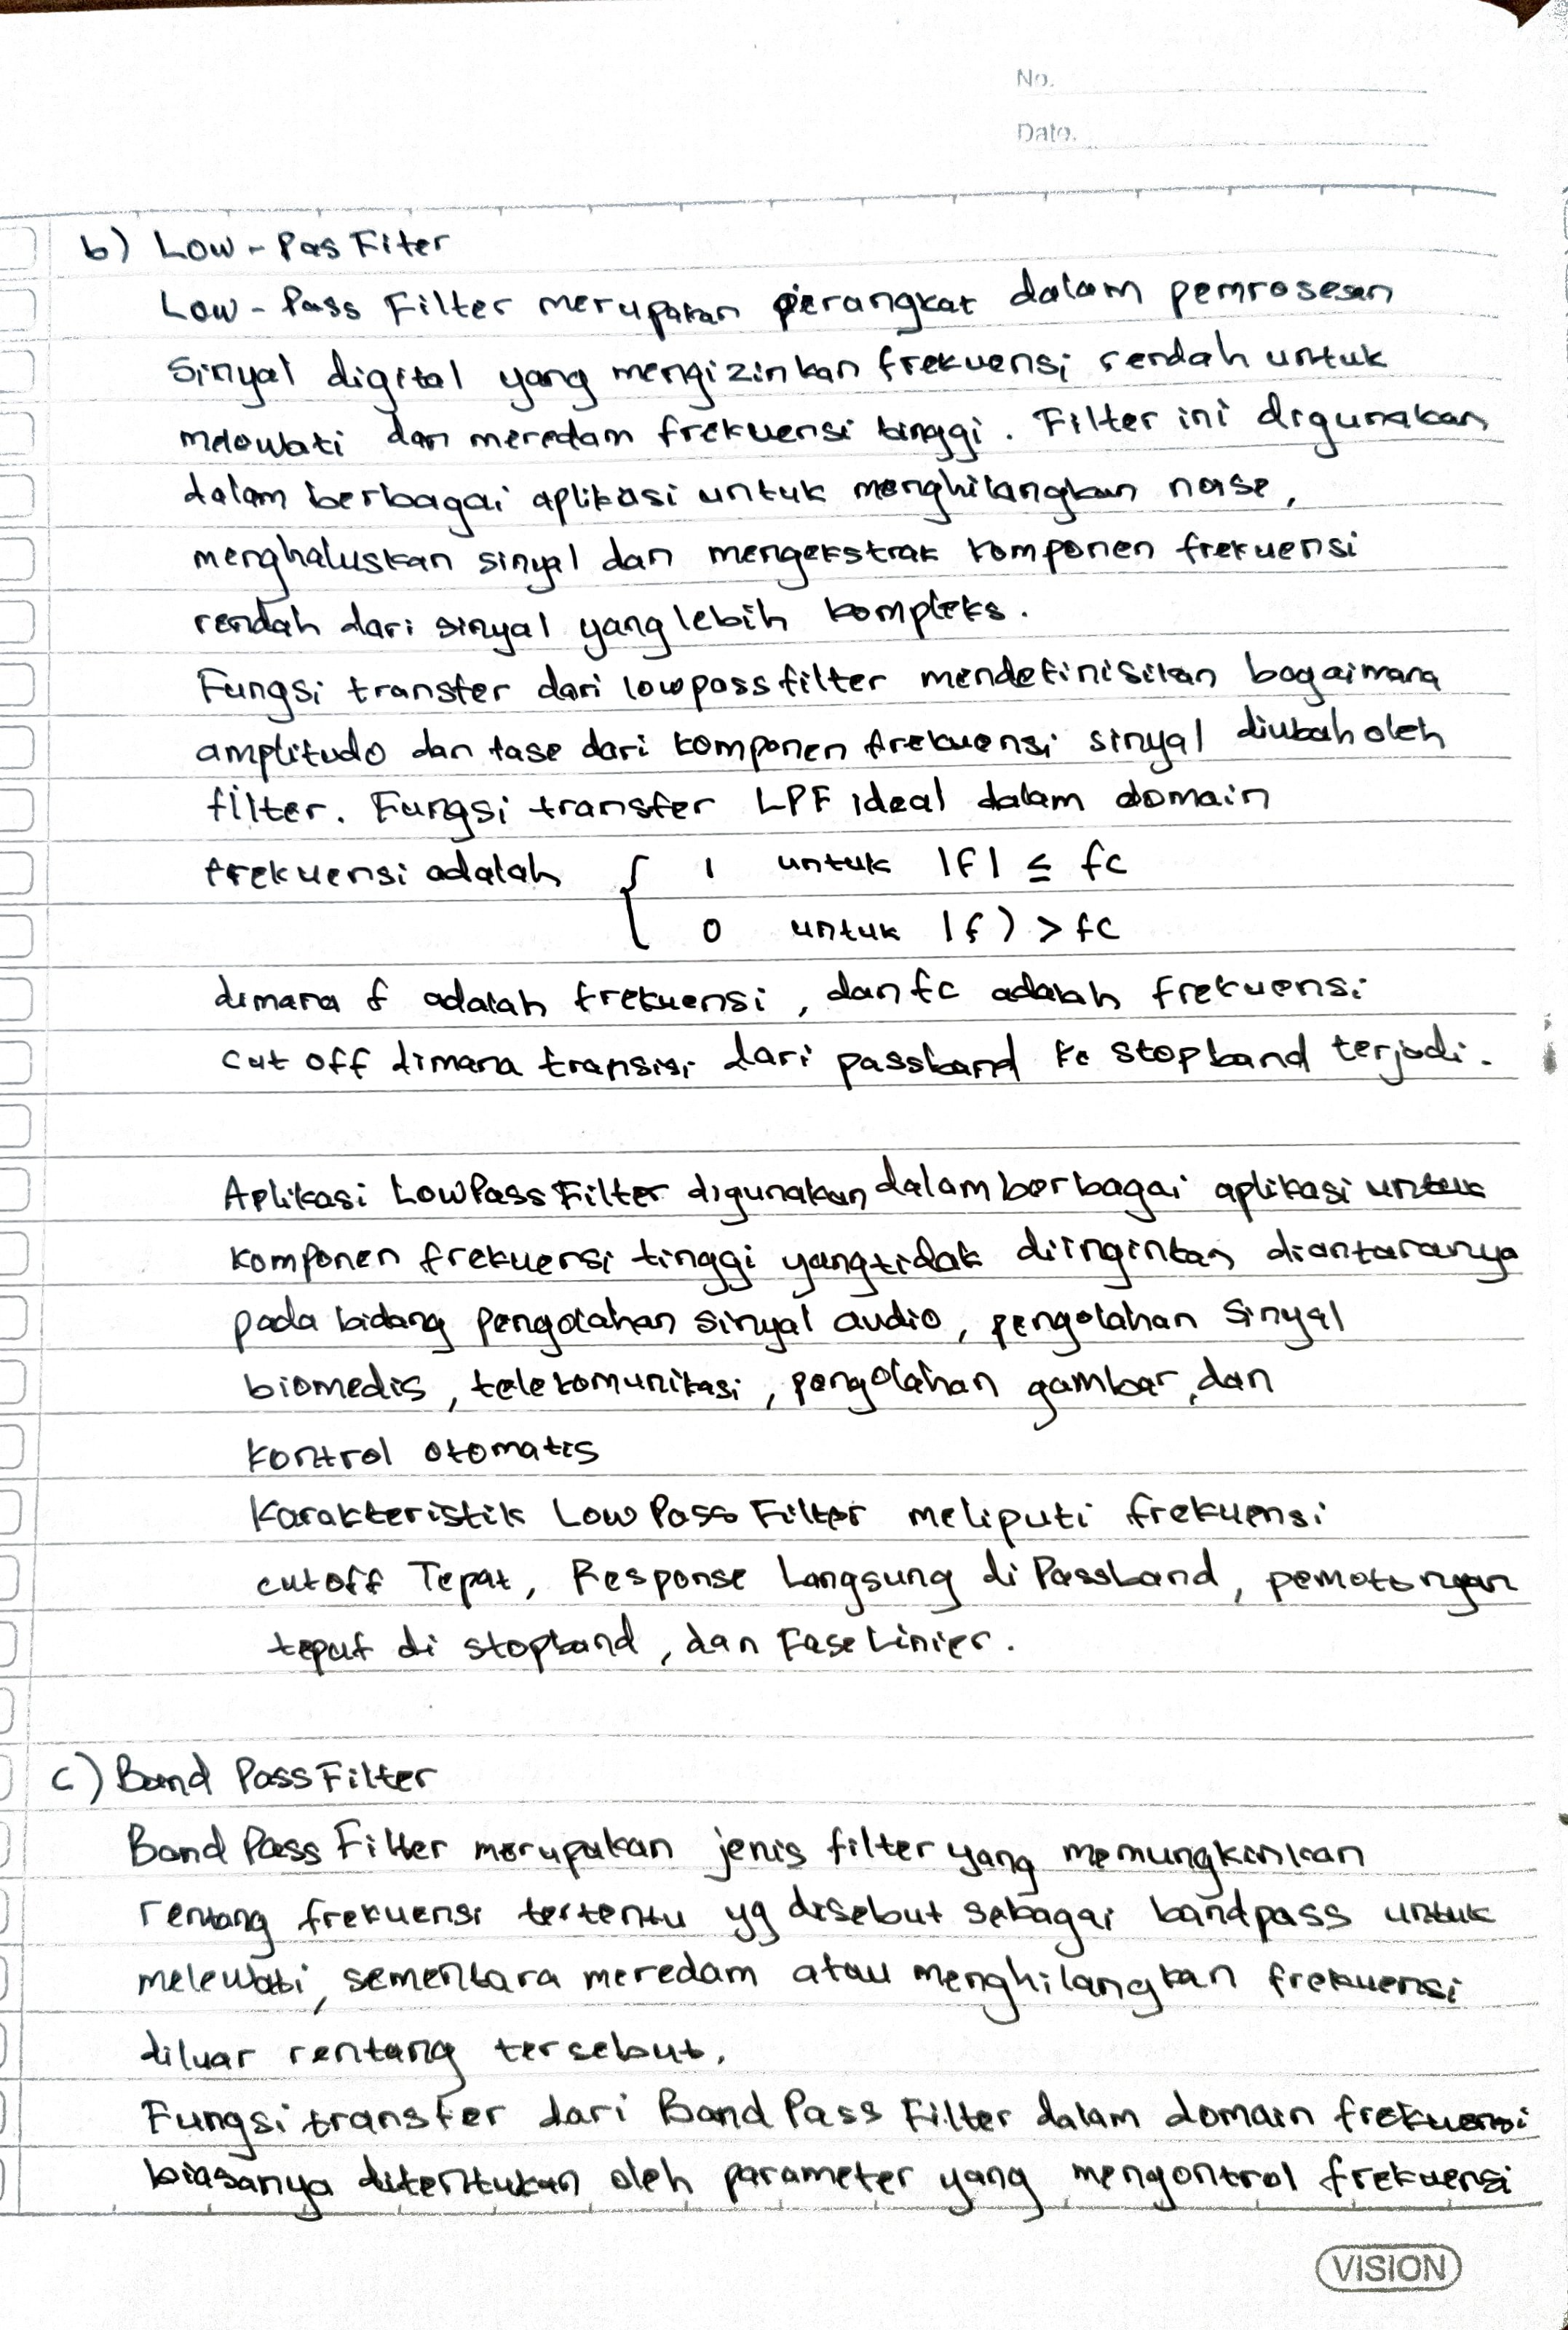 No.
Date.
b) Low - Pas Fiter
Low - Pass Filter merupakan perangkat dalam pemrosesan
Sinyal digital yang mengizinkan frekuensi rendah untuk
melewati dan meredam frekuensi tinggi. Filter ini digunakan
dalam berbagai aplikasi untuk menghilangkan noise,
menghaluskan sinyal dan mengekstrak komponen frekuensi
rendah dari sinyal yang lebih kompleks.
Fungsi transfer dari lowpass filter mendefinisikan bagaimana
amplitudo dan fase dari komponen frekuensi sinyal diubah oleh
filter. Fungsi transfer LPF ideal dalam domain
frekuensi adalah { 1 untuk |f| ≤ fc
0 untuk |f) > fc
dimana f adalah frekuensi, dan fc adalah frekuensi
cut off dimana transisi dari passband ke stopband terjadi.
Aplikasi LowPass Filter digunakan dalam berbagai aplikasi untuk
komponen frekuensi tinggi yang tidak diinginkan diantaranya
pada bidang pengolahan sinyal audio, pengolahan Sinyal
biomedis, telekomunikasi, pengolahan gambar, dan
kontrol otomatis
Karakteristik Low Pass Filter meliputi frekuensi
cutoff Tepat, Response Langsung di Passband, pemotongan
tepat di stopband, dan Fase Linier.
c) Band Pass Filter
Band Pass Filter merupakan jenis filter yang memungkinkan
rentang frekuensi tertentu yg disebut sebagai bandpass untuk
melewati, sementara meredam atau menghilangkan frekuensi
diluar rentang tersebut.
Fungsi transfer dari Band Pass Filter dalam domain frekuensi
biasanya ditentukan oleh parameter yang mengontrol frekuensi
VISION